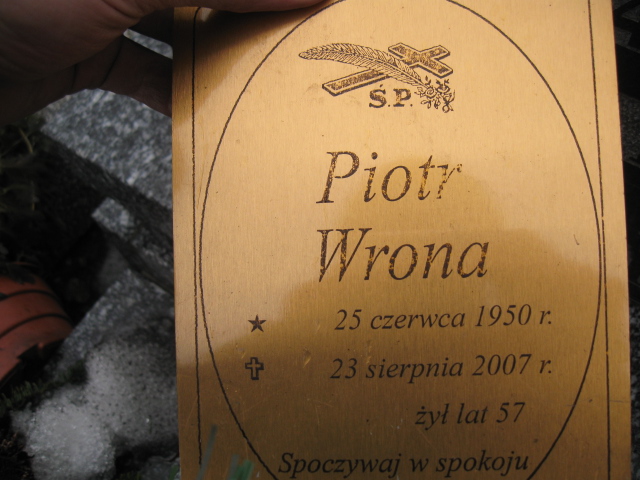 Ś.P.
Piotr
Wrona
25 czerwca 1950 r.
23 sierpnia 2007 r.
żył lat 57
Spoczywaj w spokoju